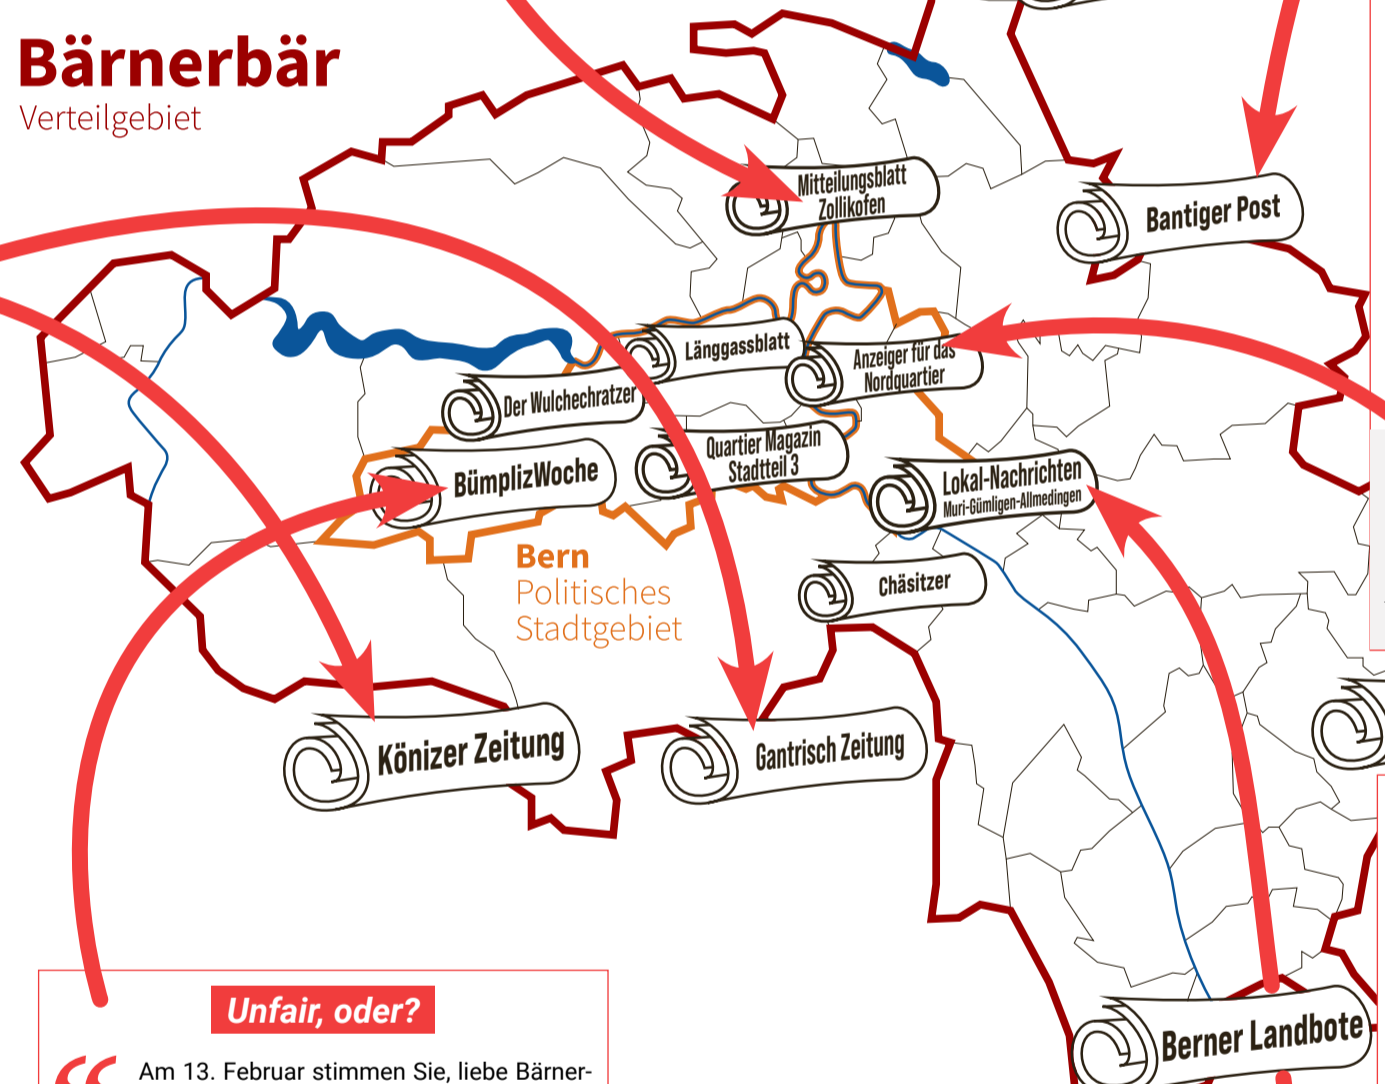 Bärnerbär
Verteilgebiet
Mitteilungsblatt
Zollikofen
Bantiger Post
Länggassblatt
Anzeiger für das
Nordquartier
Der Wulchechratzer
Quartier Magazin
Stadtteil 3
BümplizWoche
Lokal-Nachrichten
Muri-Gümligen-Allmedingen
Bern
Politisches
Stadtgebiet
Chäsitzer
Könizer Zeitung
Gantrisch Zeitung
Berner Landbote
Unfair, oder?
“ Am 13. Februar stimmen Sie, liebe Bärner-